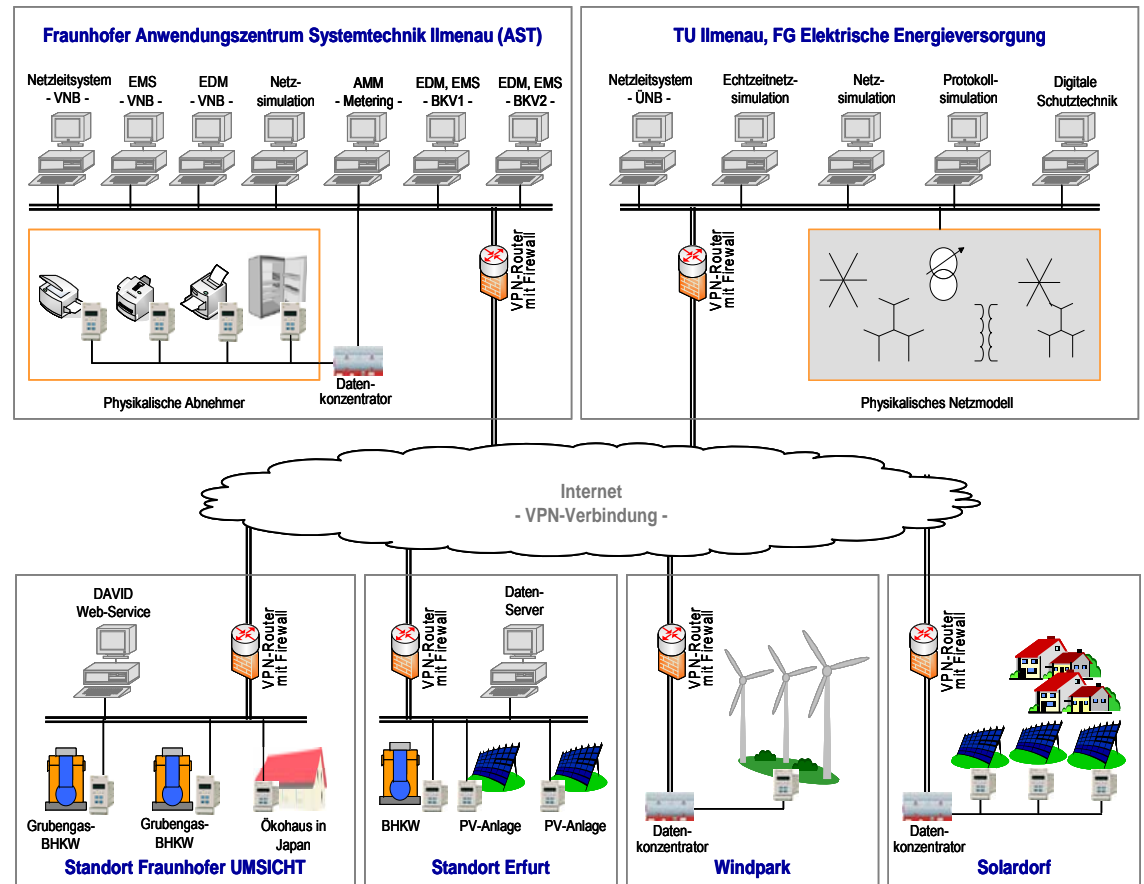 Fraunhofer Anwendungszentrum Systemtechnik Ilmenau (AST)
Netzleitsystem
- VNB -
EMS
- VNB -
EDM
- VNB -
Netz-
simulation
AMM
- Metering -
EDM, EMS
- BKV1 -
EDM, EMS
- BKV2 -
VPN-Router
mit Firewall
Daten-
konzentrator
Physikalische Abnehmer
TU Ilmenau, FG Elektrische Energieversorgung
Netzleitsystem
- ÜNB -
Echtzeitnetz-
simulation
Netz-
simulation
Protokoll-
simulation
Digitale
Schutztechnik
VPN-Router
mit Firewall
Physikalisches Netzmodell
Internet
- VPN-Verbindung -
DAVID
Web-Service
VPN-Router
mit Firewall
Grubengas-
BHKW
Grubengas-
BHKW
Ökohaus in
Japan
Standort Fraunhofer UMSICHT
VPN-Router
mit Firewall
Daten-
Server
BHKW
PV-Anlage
PV-Anlage
Standort Erfurt
VPN-Router
mit Firewall
Daten-
konzentrator
Windpark
VPN-Router
mit Firewall
Daten-
konzentrator
Solardorf